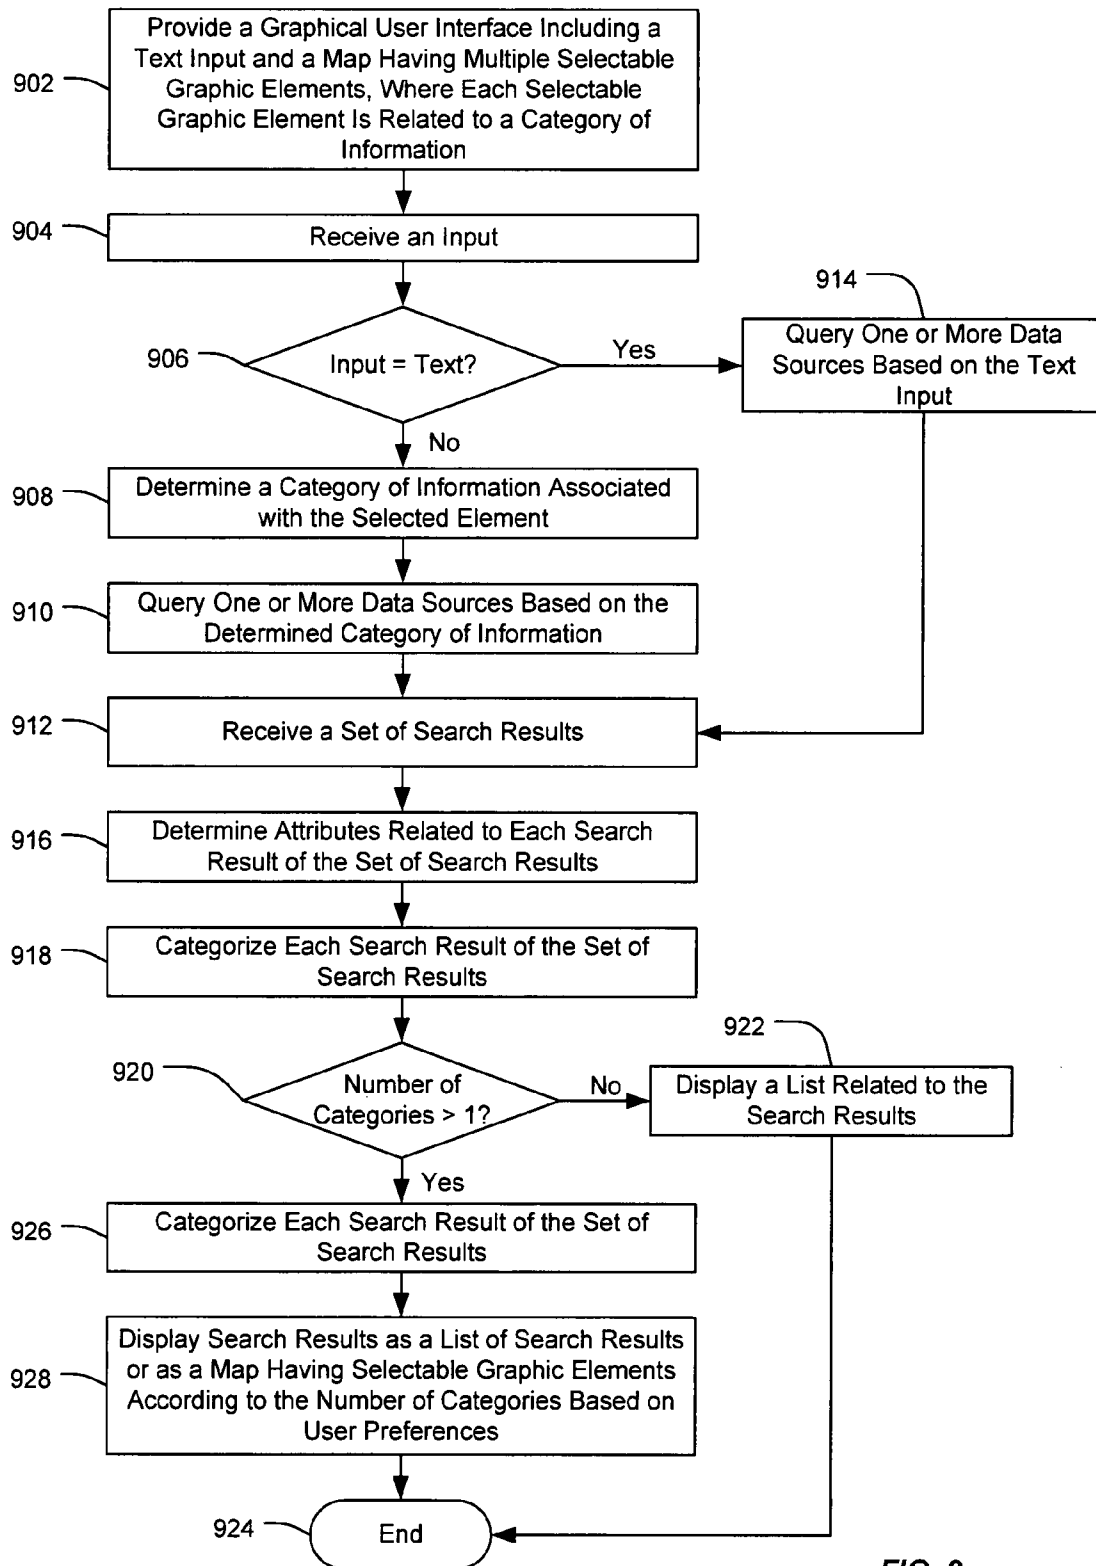 Provide a Graphical User Interface Including a
Text Input and a Map Having Multiple Selectable
Graphic Elements, Where Each Selectable
Graphic Element Is Related to a Category of
Information
902
904
Receive an Input
914
906
Input = Text?
Yes
Query One or More Data
Sources Based on the Text
Input
No
908
Determine a Category of Information Associated
with the Selected Element
910
Query One or More Data Sources Based on the
Determined Category of Information
912
Receive a Set of Search Results
916
Determine Attributes Related to Each Search
Result of the Set of Search Results
918
Categorize Each Search Result of the Set of
Search Results
922
920
Number of
Categories > 1?
No
Display a List Related to the
Search Results
Yes
926
Categorize Each Search Result of the Set of
Search Results
928
Display Search Results as a List of Search Results
or as a Map Having Selectable Graphic Elements
According to the Number of Categories Based on
User Preferences
924
End